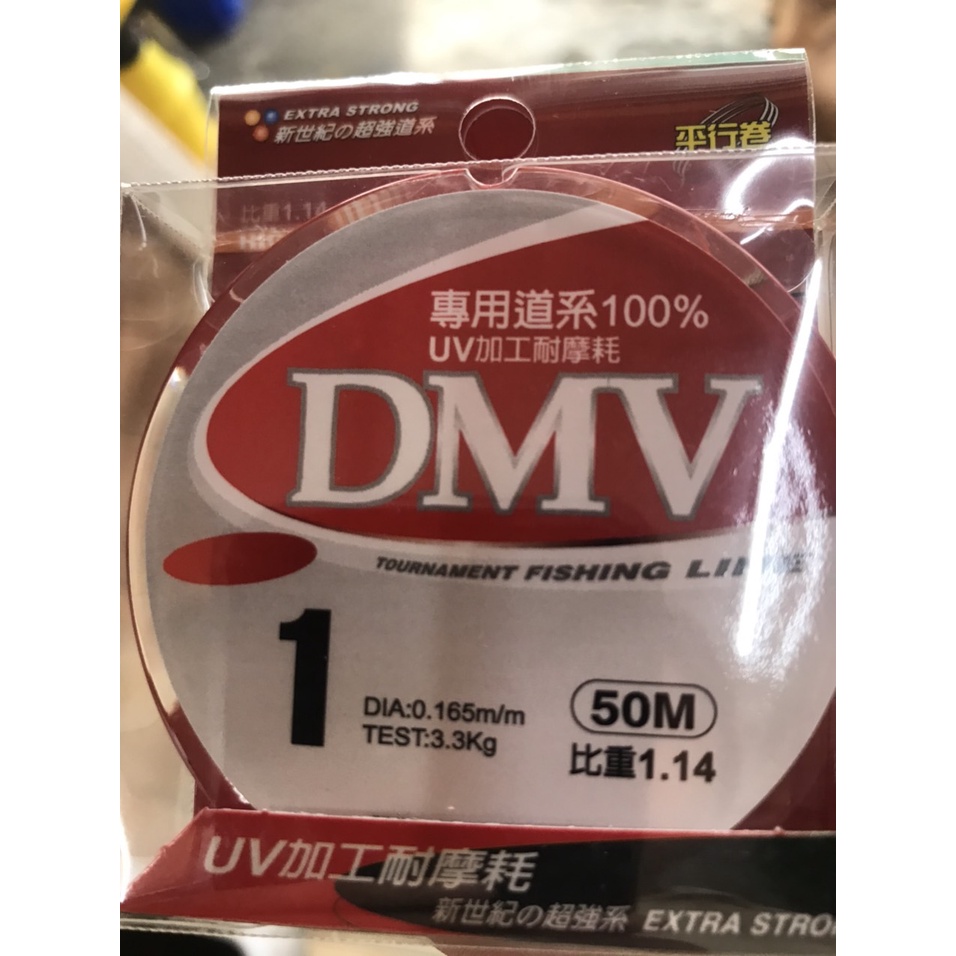 EXTRA STRONG
新世紀の超強道系
平行卷
比重1.14
專用道系100%
UV加工耐摩耗
DMV
TOURNAMENT FISHING LINE
1
DIA:0.165m/m
TEST:3.3Kg
50M
比重1.14
UV加工耐摩耗
新世紀の超強系 EXTRA STRO